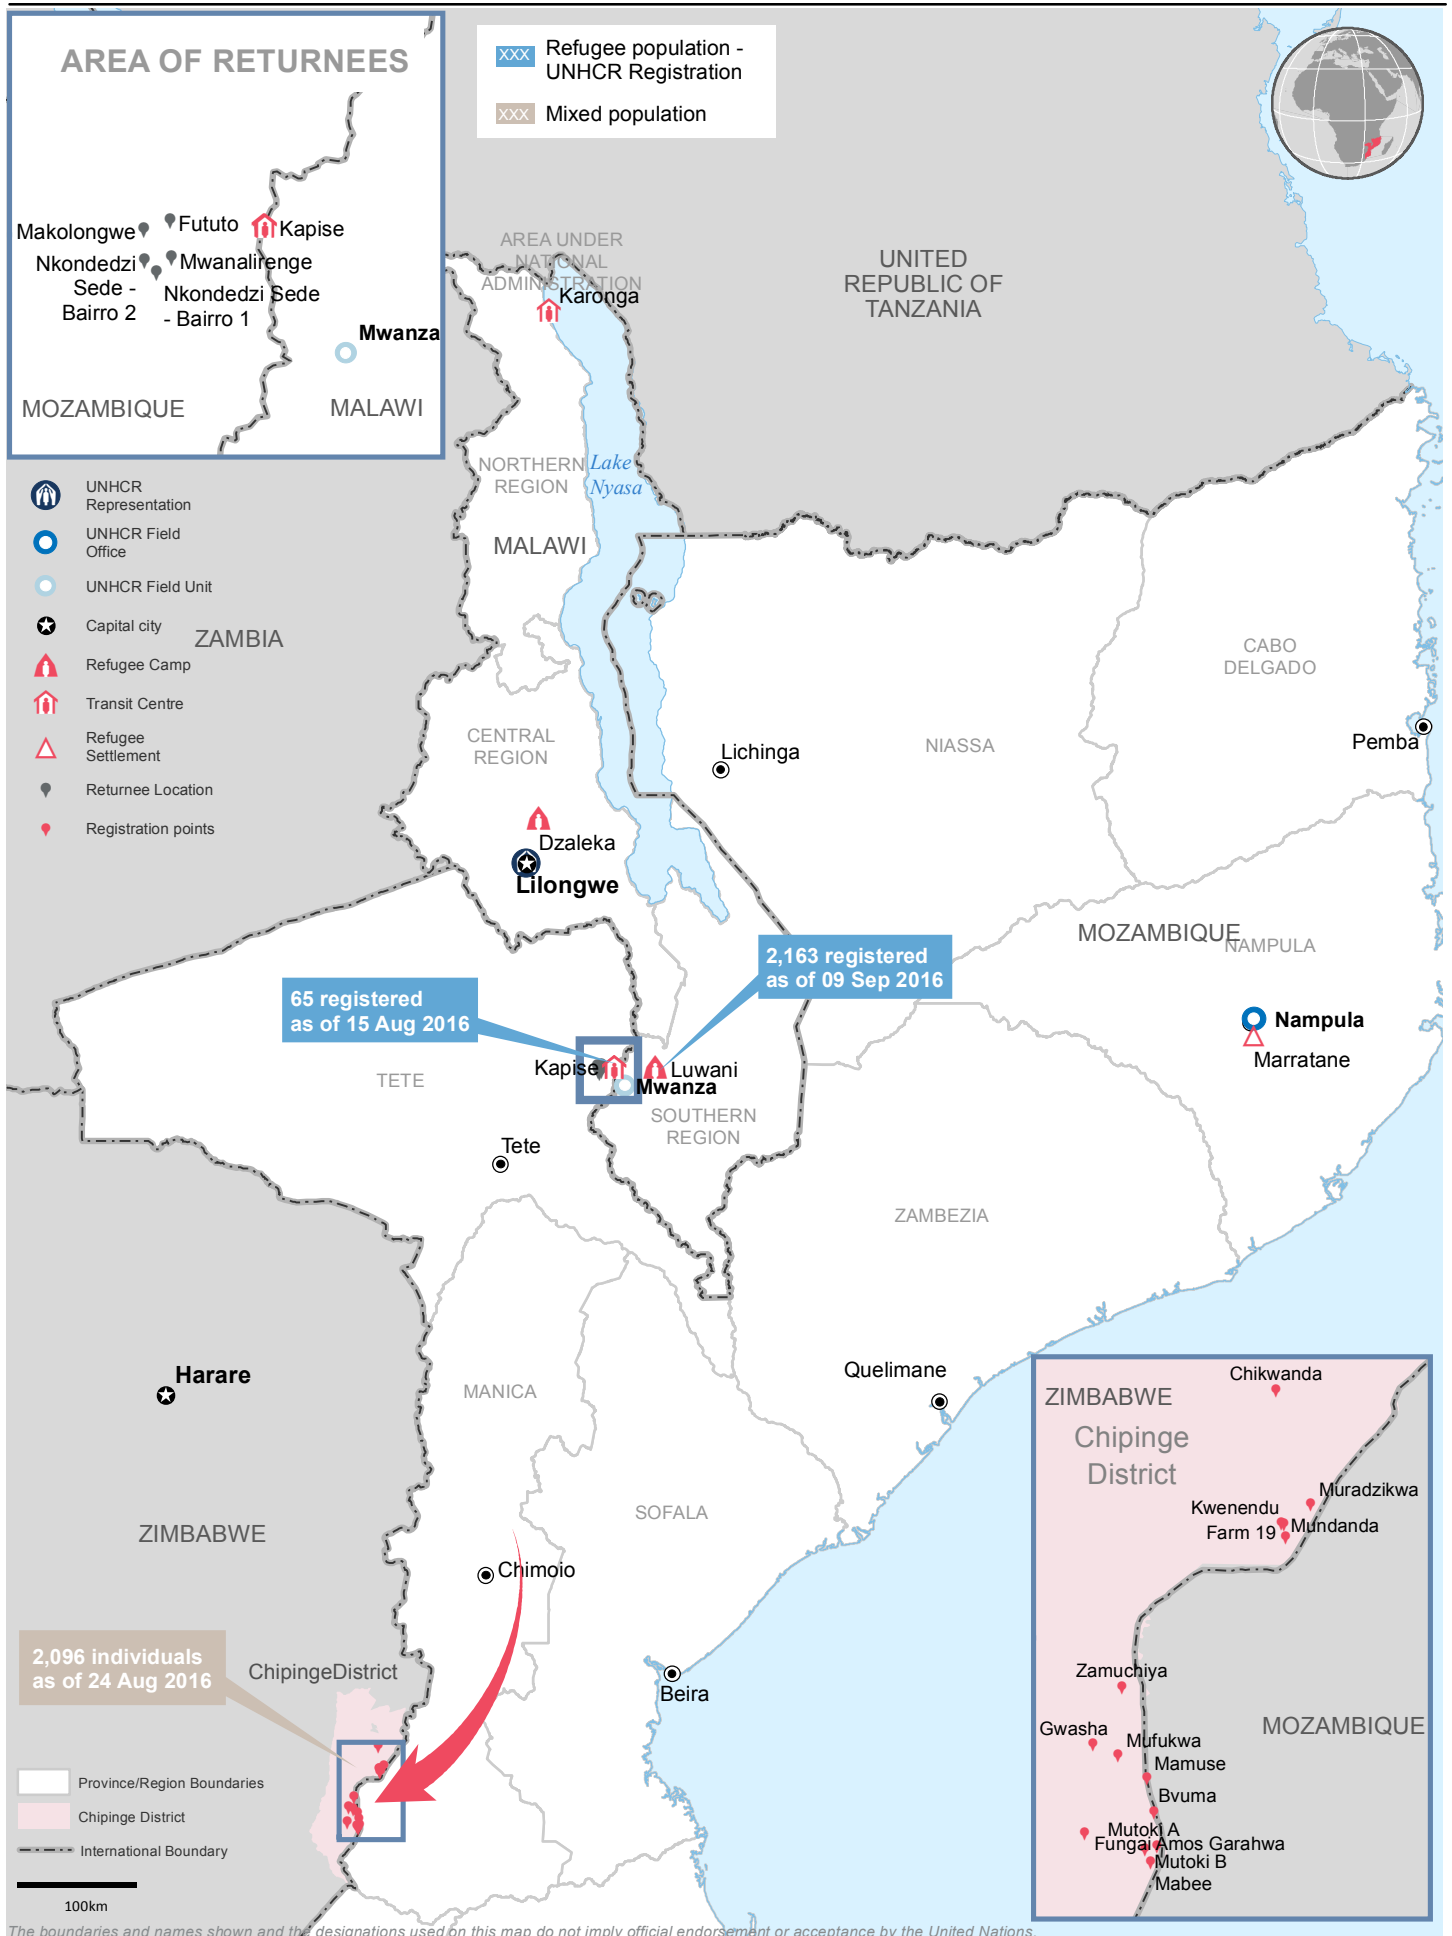 AREA OF RETURNEES
Makolongwe
Fututo
Kapise
Nkondedzi
Sede -
Bairro 2
Mwanalirenge
Nkondedzi Sede
- Bairro 1
Mwanza
MOZAMBIQUE
MALAWI
XXX
Refugee population -
UNHCR Registration
XXX
Mixed population
UNHCR
Representation
UNHCR Field
Office
UNHCR Field Unit
Capital city
Refugee Camp
Transit Centre
Refugee
Settlement
Returnee Location
Registration points
AREA UNDER
NATIONAL
ADMINISTRATION
Karonga
UNITED
REPUBLIC OF
TANZANIA
NORTHERN
REGION
Lake
Nyasa
MALAWI
ZAMBIA
CABO
DELGADO
CENTRAL
REGION
Lichinga
NIASSA
Pemba
Dzaleka
Lilongwe
MOZAMBIQUE
NAMPULA
2,163 registered
as of 09 Sep 2016
65 registered
as of 15 Aug 2016
Nampula
Marratane
Kapise
Luwani
Mwanza
TETE
SOUTHERN
REGION
Tete
ZAMBEZIA
Harare
MANICA
Quelimane
SOFALA
ZIMBABWE
Chimoio
2,096 individuals
as of 24 Aug 2016
ChipingeDistrict
Beira
ZIMBABWE
Chikwanda
Chipinge
District
Muradzikwa
Kwenendu
Farm 19
Mundanda
Zamuchiya
Gwasha
Mufukwa
MOZAMBIQUE
Mamuse
Bvuma
Mutoki A
Fungai Amos Garahwa
Mutoki B
Mabee
Province/Region Boundaries
Chipinge District
International Boundary
100km
The boundaries and names shown and the designations used on this map do not imply official endorsement or acceptance by the United Nations.